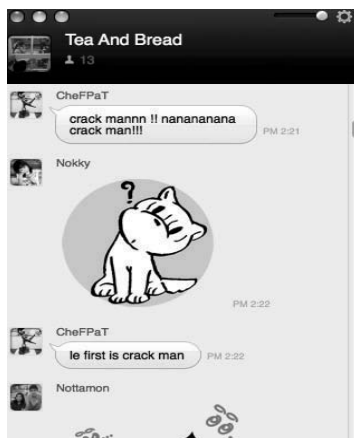 Tea And Bread
13
CheFPaT
crack mannn !! nanananana
crack man!!!
PM 2:21
Nokky
?
PM 2:22
CheFPaT
le first is crack man
PM 2:22
Nottamon